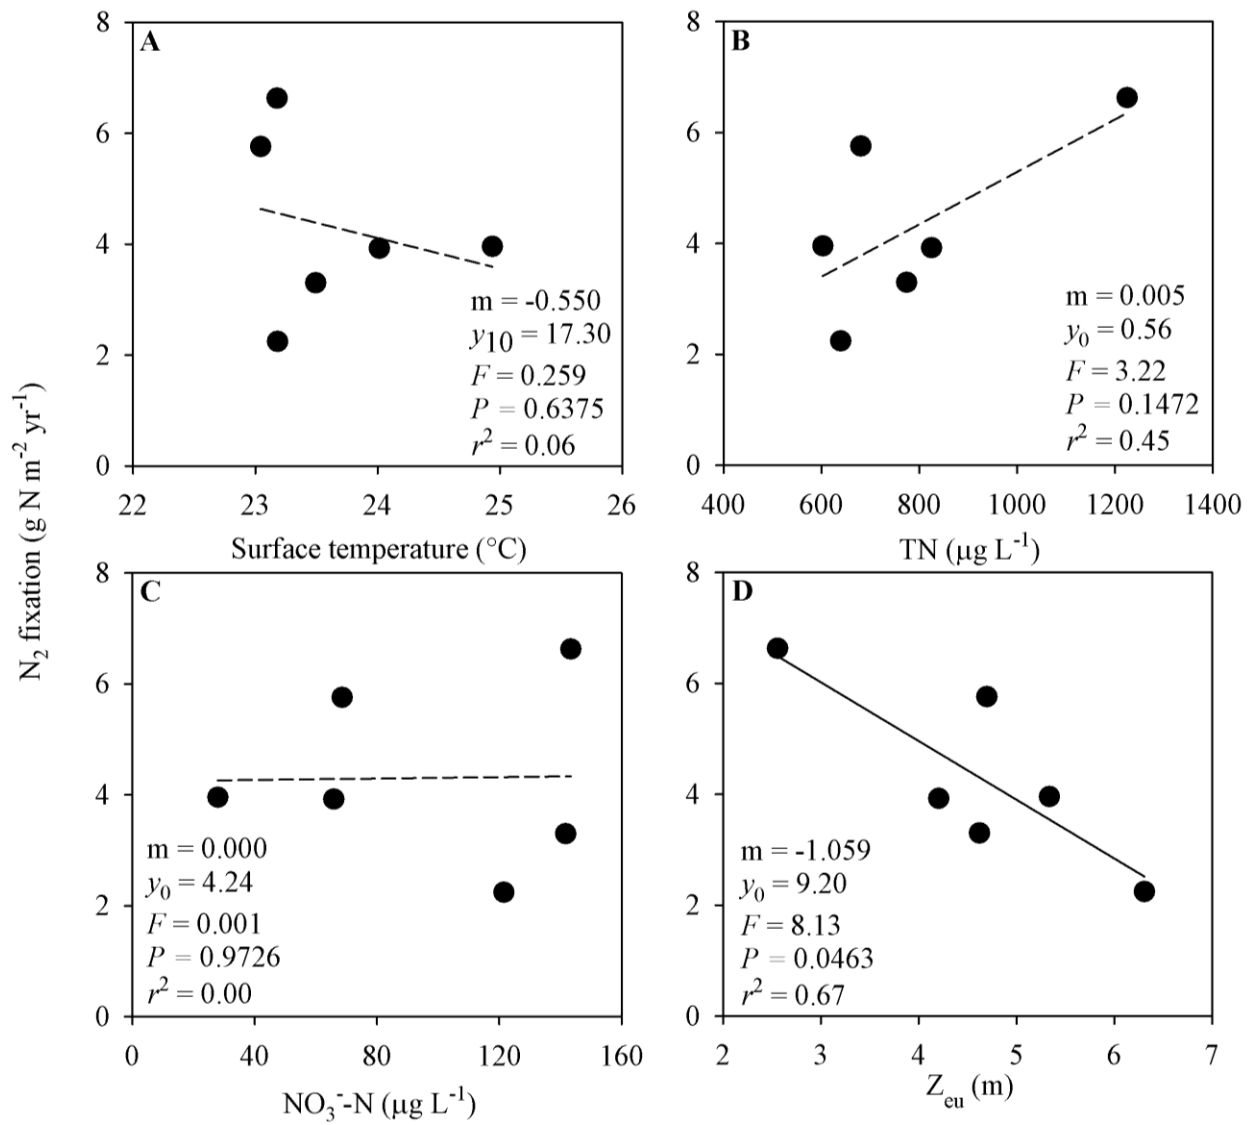 N₂ fixation (g N m⁻² yr⁻¹)
A
8
6
4
2
0
22 23 24 25 26
Surface temperature (°C)
m = -0.550
y10 = 17.30
F = 0.259
P = 0.6375
r² = 0.06
B
8
6
4
2
0
400 600 800 1000 1200 1400
TN (µg L⁻¹)
m = 0.005
y₀ = 0.56
F = 3.22
P = 0.1472
r² = 0.45
C
8
6
4
2
0
0 40 80 120 160
NO₃⁻-N (µg L⁻¹)
m = 0.000
y₀ = 4.24
F = 0.001
P = 0.9726
r² = 0.00
D
8
6
4
2
0
2 3 4 5 6 7
Z_eu (m)
m = -1.059
y₀ = 9.20
F = 8.13
P = 0.0463
r² = 0.67